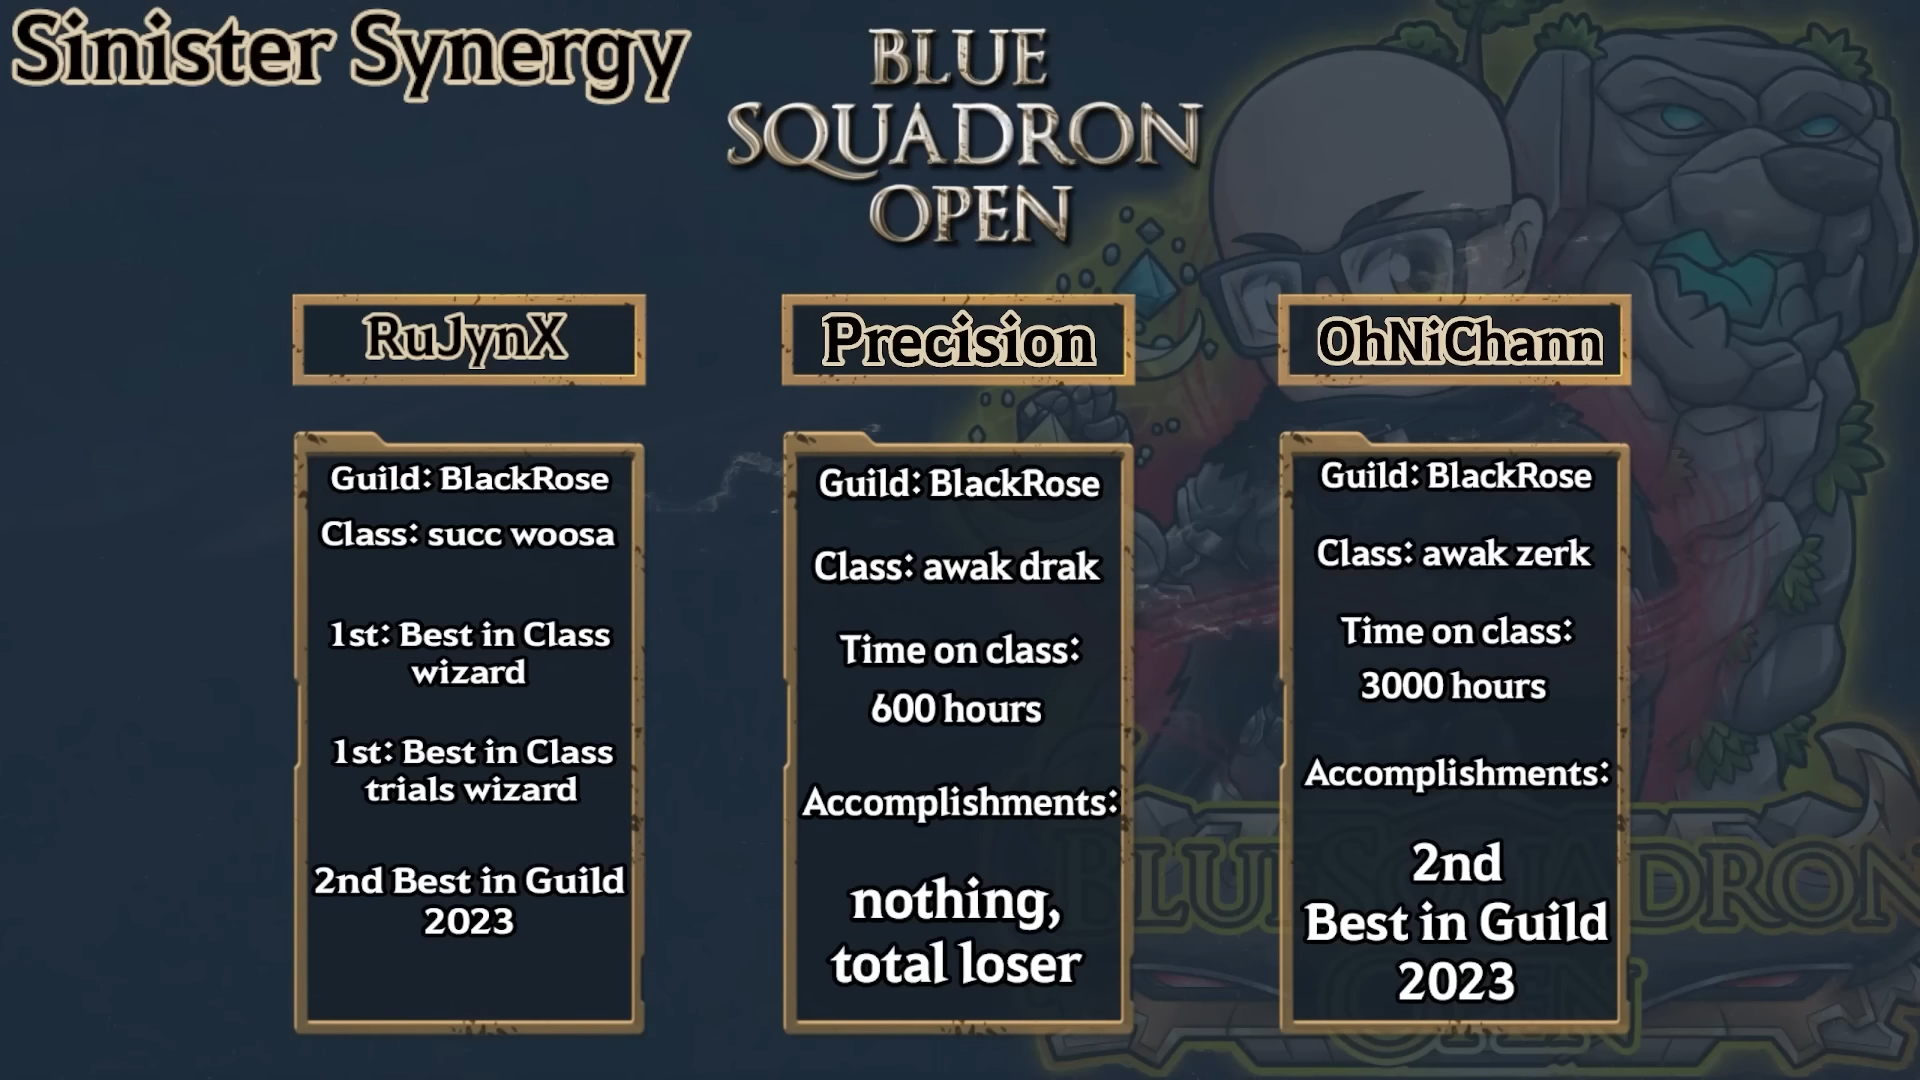 Sinister Synergy
BLUE
SQUADRON
OPEN
RuJynX
Guild: BlackRose
Class: succ woosa
1st: Best in Class
wizard
1st: Best in Class
trials wizard
2nd Best in Guild
2023
Precision
Guild: BlackRose
Class: awak drak
Time on class:
600 hours
Accomplishments:
nothing,
total loser
OhNiChann
Guild: BlackRose
Class: awak zerk
Time on class:
3000 hours
Accomplishments:
2nd
Best in Guild
2023
BLUESQUADRON
OPEN